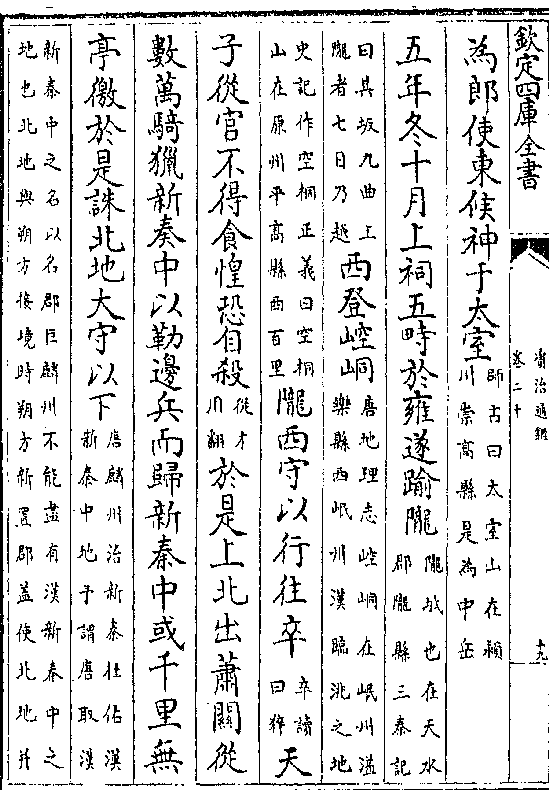 欽定四庫全書 資治通鑑 卷二十 十九
為郎使東候神于太室師古曰太室山在潁川崇高縣是為中岳
五年冬十月上祠五畤於雍遂踰隴隴坻也在天水郡隴縣三秦記
曰其坂九曲上隴者七日乃越西登崆峒唐地理志崆峒在岷州溢樂縣西岷州漢臨洮之地
史記作空桐正義曰空桐山在原州平高縣西百里隴西守以行往卒卒讀曰猝天
子從官不得食惶恐自殺從才用翻於是上北出蕭關從
數萬騎獵新秦中以勒邊兵而歸新秦中或千里無
亭徼於是誅北地大守以下唐麟州治新秦杜佑漢新秦中地予謂唐取漢
新秦中之名以名郡巨麟州不能盡有漢新秦中之地也北地與朔方接境時朔方新置郡蓋使北地并